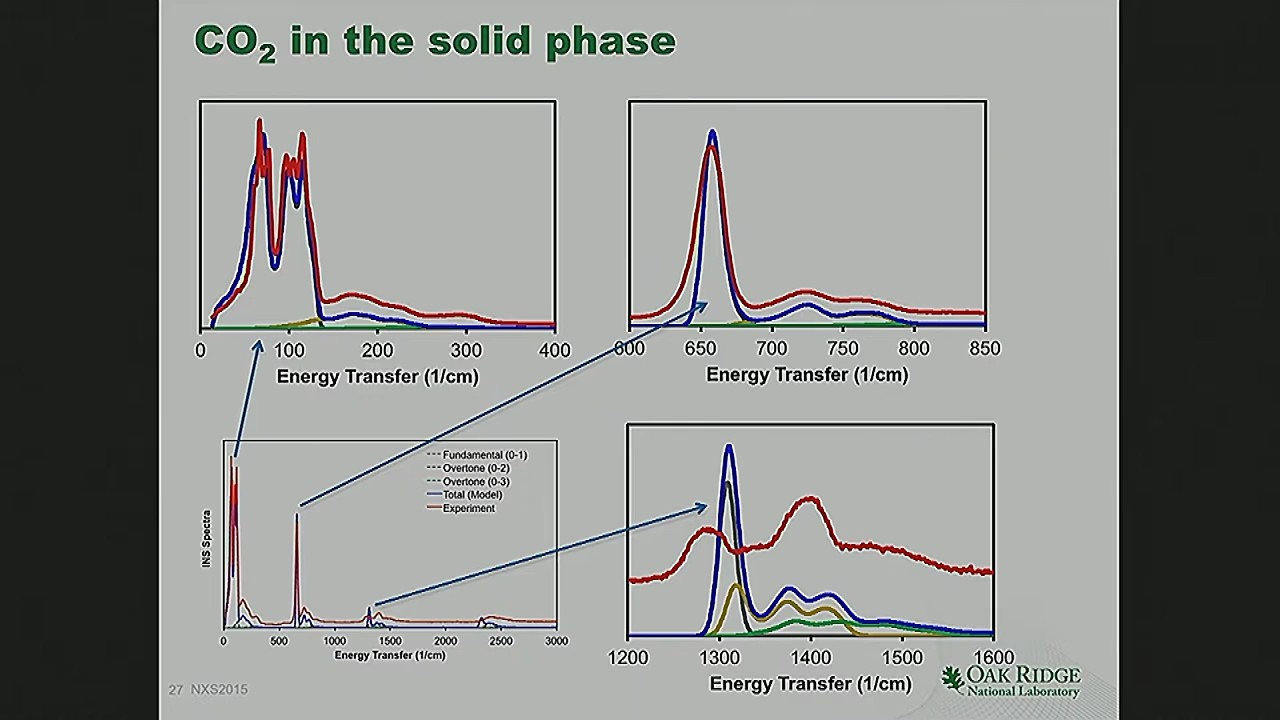 CO₂ in the solid phase
0 100 200 300 400
Energy Transfer (1/cm)
600 650 700 750 800 850
Energy Transfer (1/cm)
INS Spectra
Fundamental (0-1)
Overtone (0-2)
Overtone (0-3)
Total (Model)
Experiment
0 500 1000 1500 2000 2500 3000
Energy Transfer (1/cm)
1200 1300 1400 1500 1600
Energy Transfer (1/cm)
27 NXS2015
OAK RIDGE
National Laboratory